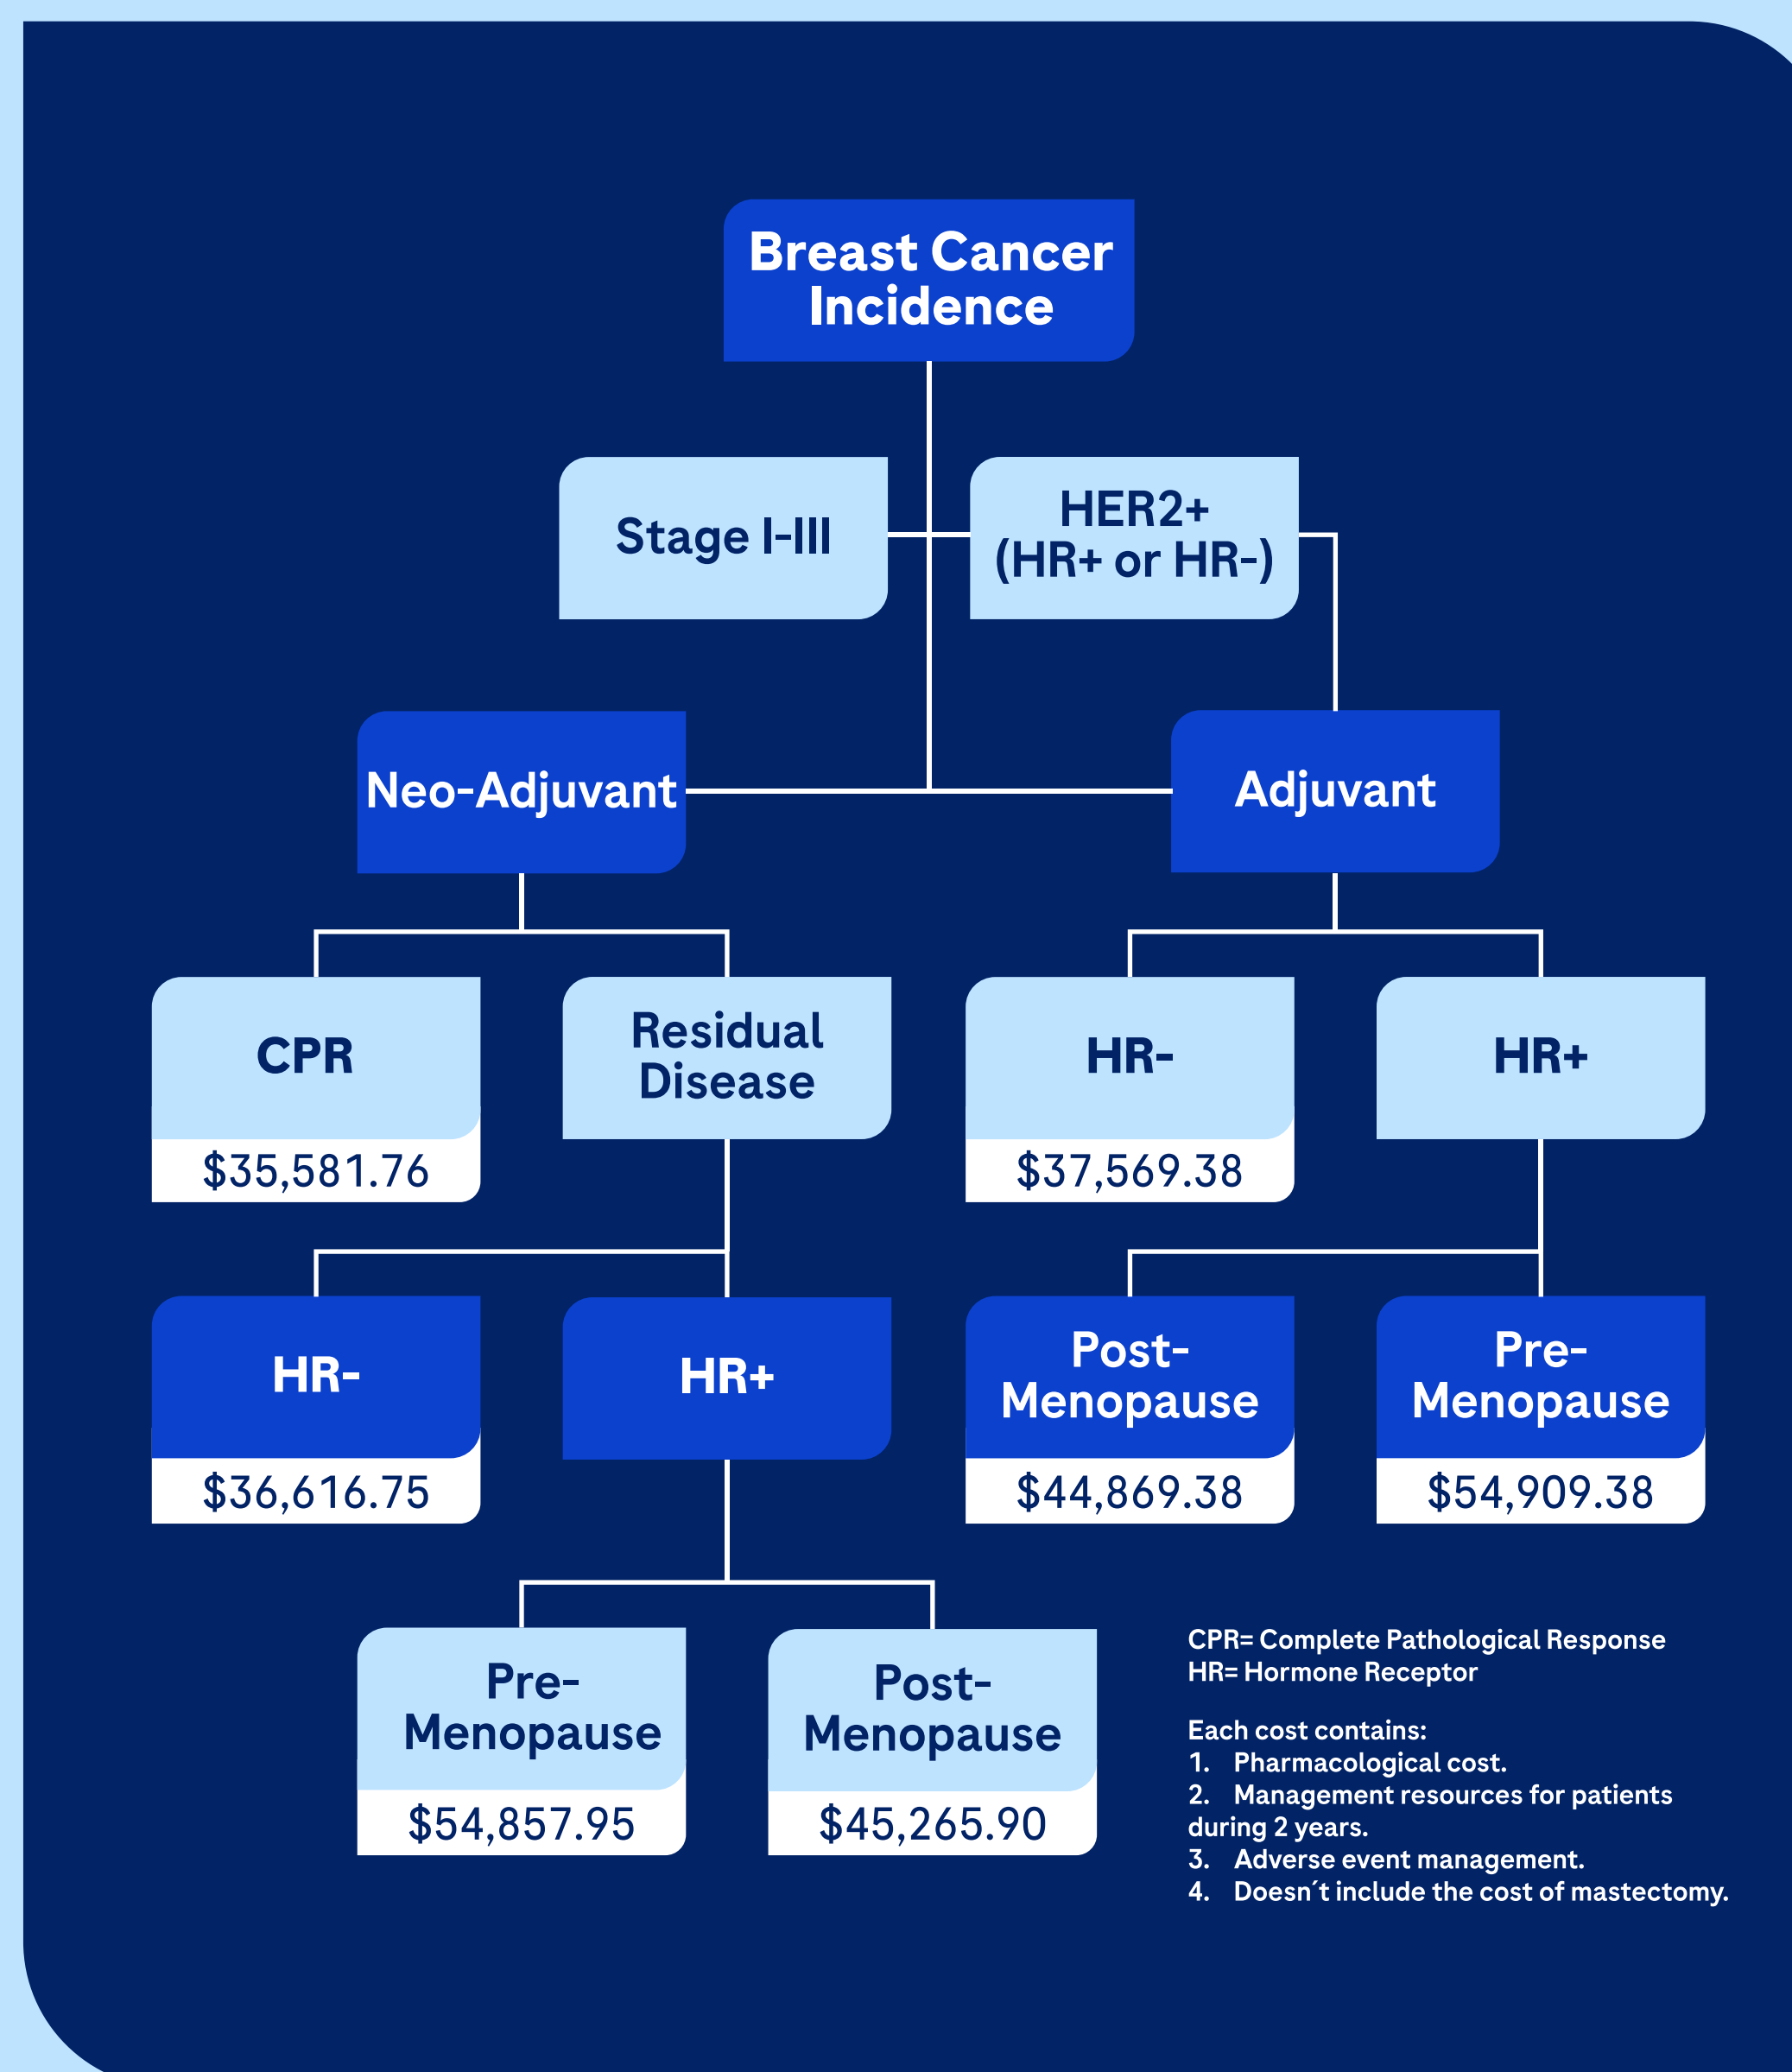 Breast Cancer
Incidence
Stage I-III
HER2+
(HR+ or HR-)
Neo-Adjuvant
Adjuvant
CPR
$35,581.76
Residual
Disease
HR-
$37,569.38
HR+
HR-
$36,616.75
HR+
Post-
Menopause
$44,869.38
Pre-
Menopause
$54,909.38
Pre-
Menopause
$54,857.95
Post-
Menopause
$45,265.90
CPR= Complete Pathological Response
HR= Hormone Receptor
Each cost contains:
1. Pharmacological cost.
2. Management resources for patients
during 2 years.
3. Adverse event management.
4. Doesn´t include the cost of mastectomy.